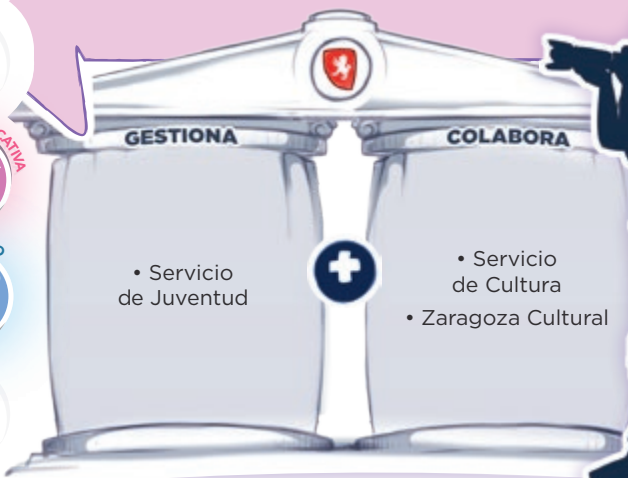 GESTIONA
• Servicio
de Juventud
COLABORA
• Servicio
de Cultura
• Zaragoza Cultural